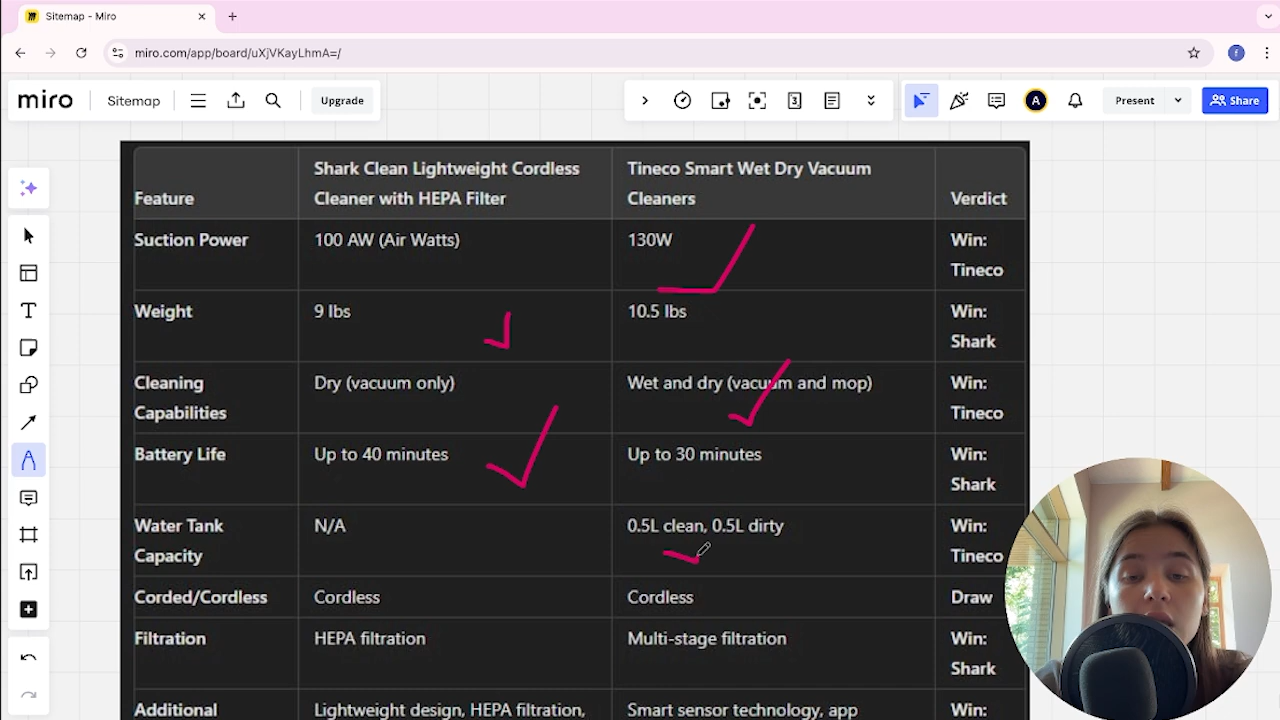 Sitemap - Miro
miro.com/app/board/uXjVKayLhmA=/
miro
Sitemap
Upgrade
3
A
Present
Share
f
Feature
Shark Clean Lightweight Cordless
Cleaner with HEPA Filter
Tineco Smart Wet Dry Vacuum
Cleaners
Verdict
Suction Power
100 AW (Air Watts)
130W
Win:
Tineco
Weight
9 lbs
10.5 lbs
Win:
Shark
Cleaning
Capabilities
Dry (vacuum only)
Wet and dry (vacuum and mop)
Win:
Tineco
Battery Life
Up to 40 minutes
Up to 30 minutes
Win:
Shark
Water Tank
Capacity
N/A
0.5L clean, 0.5L dirty
Win:
Tineco
Corded/Cordless
Cordless
Cordless
Draw
Filtration
HEPA filtration
Multi-stage filtration
Win:
Shark
Additional
Lightweight design, HEPA filtration,
Smart sensor technology, app
Win: